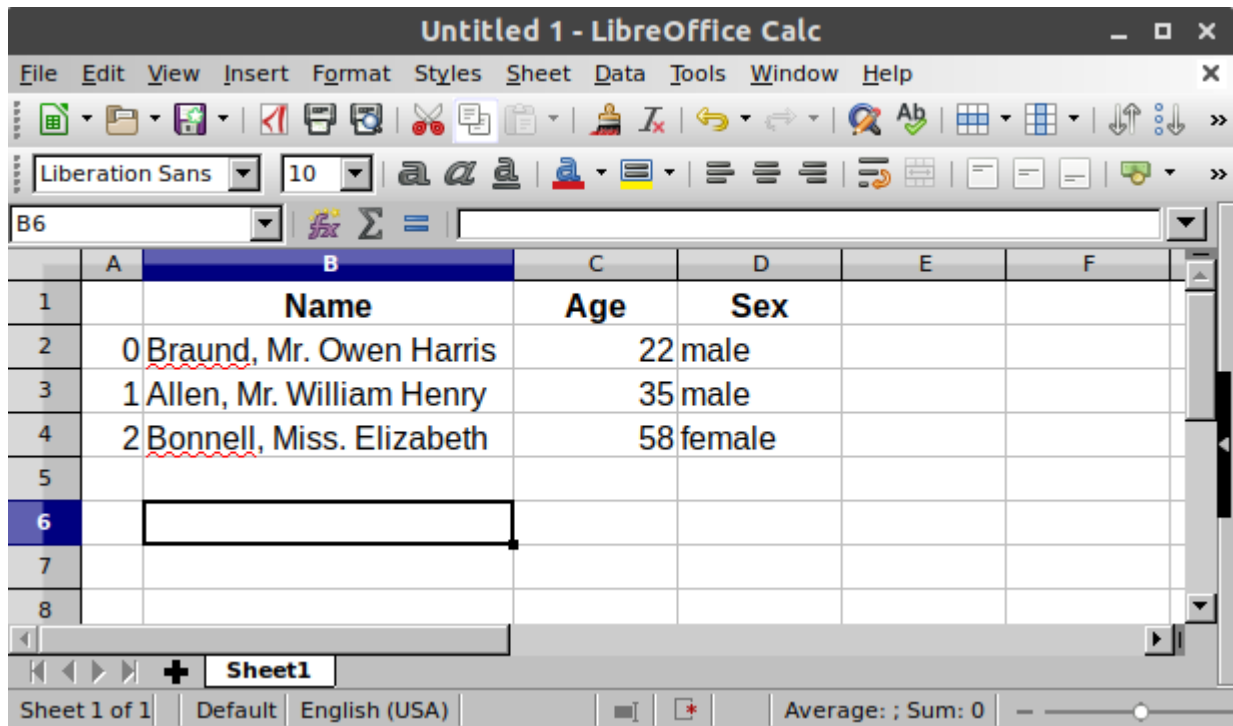 Untitled 1 - LibreOffice Calc
File Edit View Insert Format Styles Sheet Data Tools Window Help
Liberation Sans 10
B6
A B C D E F
1 Name Age Sex
2 0 Braund, Mr. Owen Harris 22 male
3 1 Allen, Mr. William Henry 35 male
4 2 Bonnell, Miss. Elizabeth 58 female
5
6
7
8
Sheet1
Sheet 1 of 1 Default English (USA) Average: ; Sum: 0